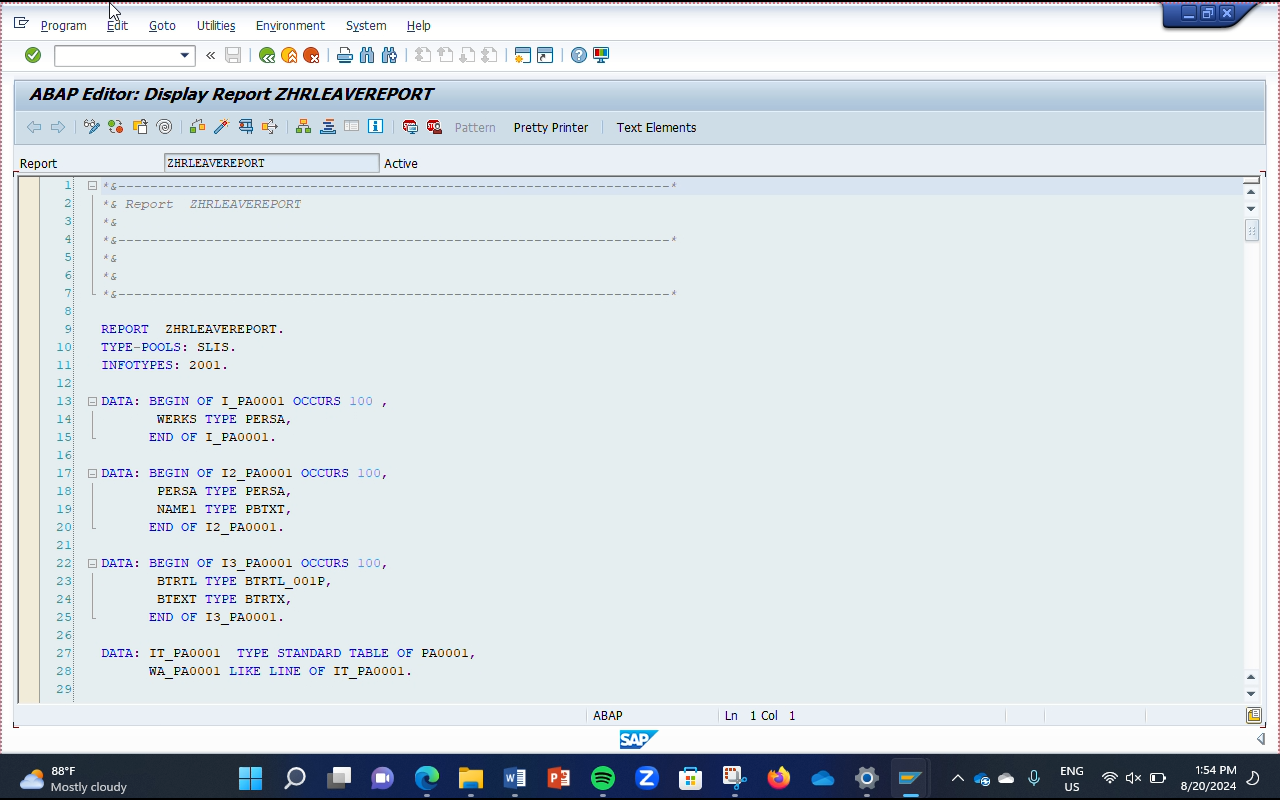 Program Edit Goto Utilities Environment System Help
ABAP Editor: Display Report ZHRLEAVEREPORT
Pattern Pretty Printer Text Elements
Report ZHRLEAVEREPORT Active
1 *&---------------------------------------------------------------------*
2 *& Report  ZHRLEAVEREPORT
3 *&
4 *&---------------------------------------------------------------------*
5 *&
6 *&
7 *&---------------------------------------------------------------------*
8
9 REPORT  ZHRLEAVEREPORT.
10 TYPE-POOLS: SLIS.
11 INFOTYPES: 2001.
12
13 DATA: BEGIN OF I_PA0001 OCCURS 100 ,
14 WERKS TYPE PERSA,
15 END OF I_PA0001.
16
17 DATA: BEGIN OF I2_PA0001 OCCURS 100,
18 PERSA TYPE PERSA,
19 NAME1 TYPE PBTXT,
20 END OF I2_PA0001.
21
22 DATA: BEGIN OF I3_PA0001 OCCURS 100,
23 BTRTL TYPE BTRTL_001P,
24 BTEXT TYPE BTRTX,
25 END OF I3_PA0001.
26
27 DATA: IT_PA0001  TYPE STANDARD TABLE OF PA0001,
28 WA_PA0001 LIKE LINE OF IT_PA0001.
29
ABAP Ln 1 Col 1
SAP
88°F
Mostly cloudy
ENG
US
1:54 PM
8/20/2024